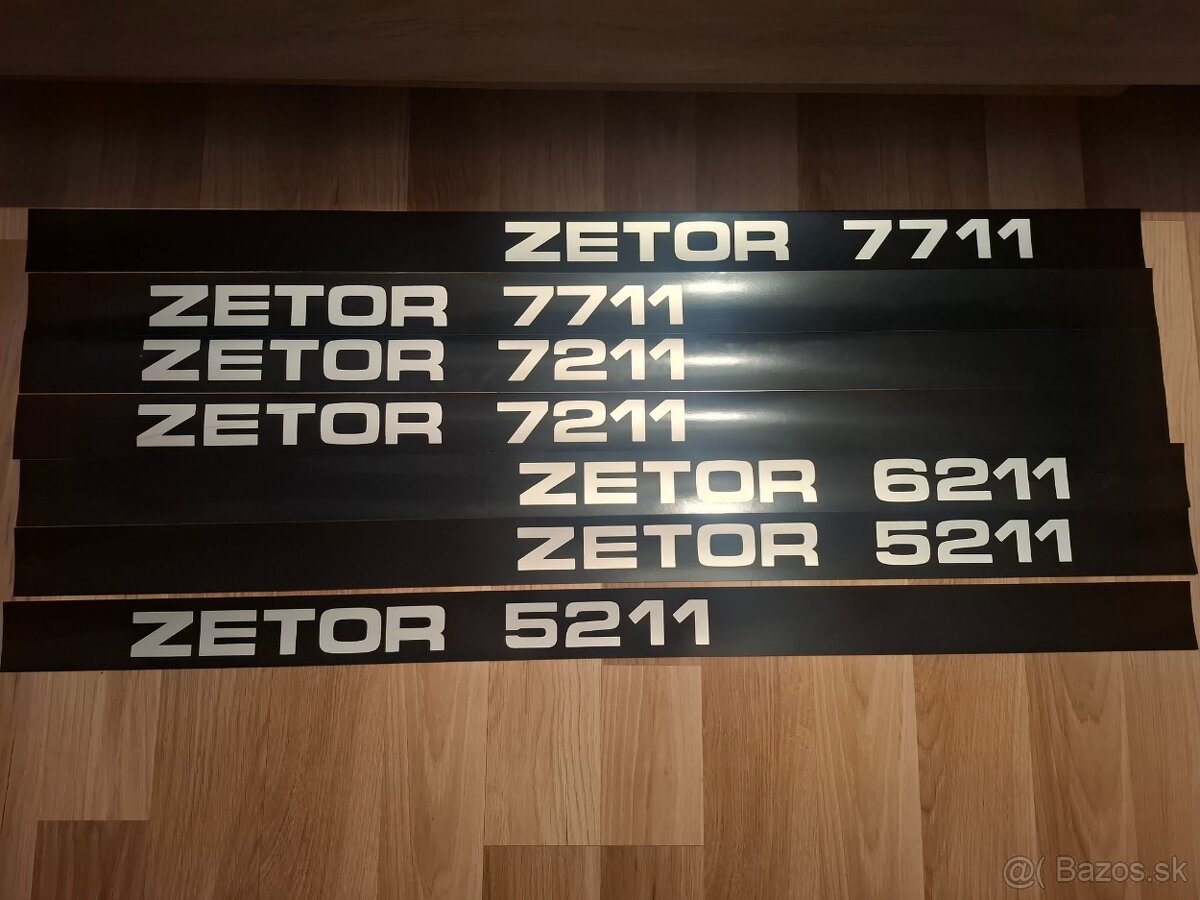 ZETOR 7711
ZETOR 7711
ZETOR 7211
ZETOR 7211
ZETOR 6211
ZETOR 5211
ZETOR 5211
@( Bazos.sk